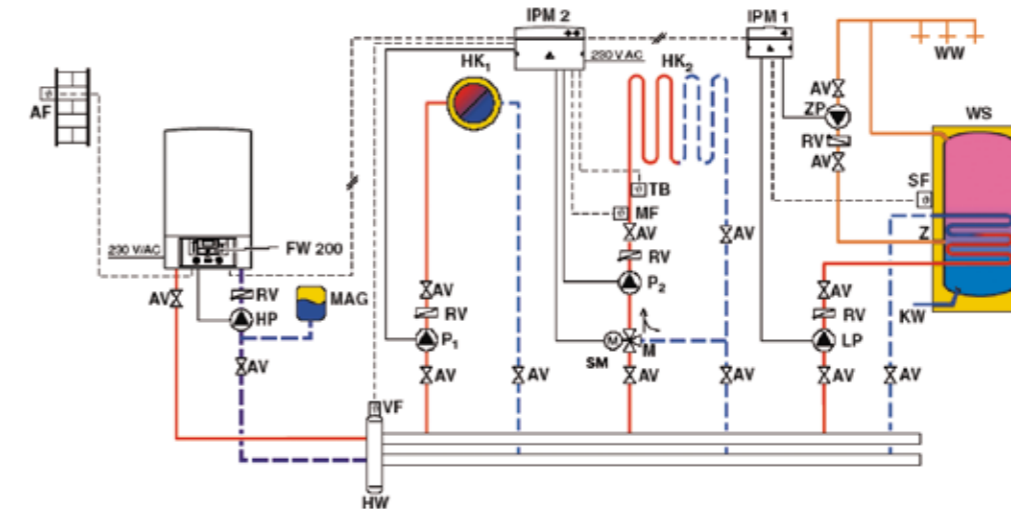 IPM 2
IPM 1
230 V AC
HK₁
HK₂
WW
AF
AV
ZP
WS
RV
AV
SF
TB
MF
Z
AV
AV
230 V/AC
FW 200
RV
AV
RV
MAG
P₂
AV
AV
KW
HP
RV
RV
P₁
M
LP
SM
M
AV
AV
AV
AV
AV
AV
AV
VF
HW